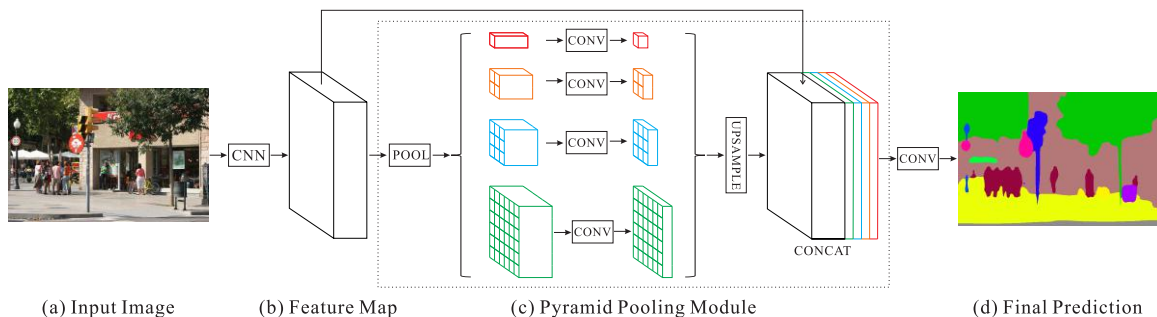 CNN
POOL
CONV
CONV
CONV
CONV
UPSAMPLE
CONCAT
CONV
(a) Input Image
(b) Feature Map
(c) Pyramid Pooling Module
(d) Final Prediction